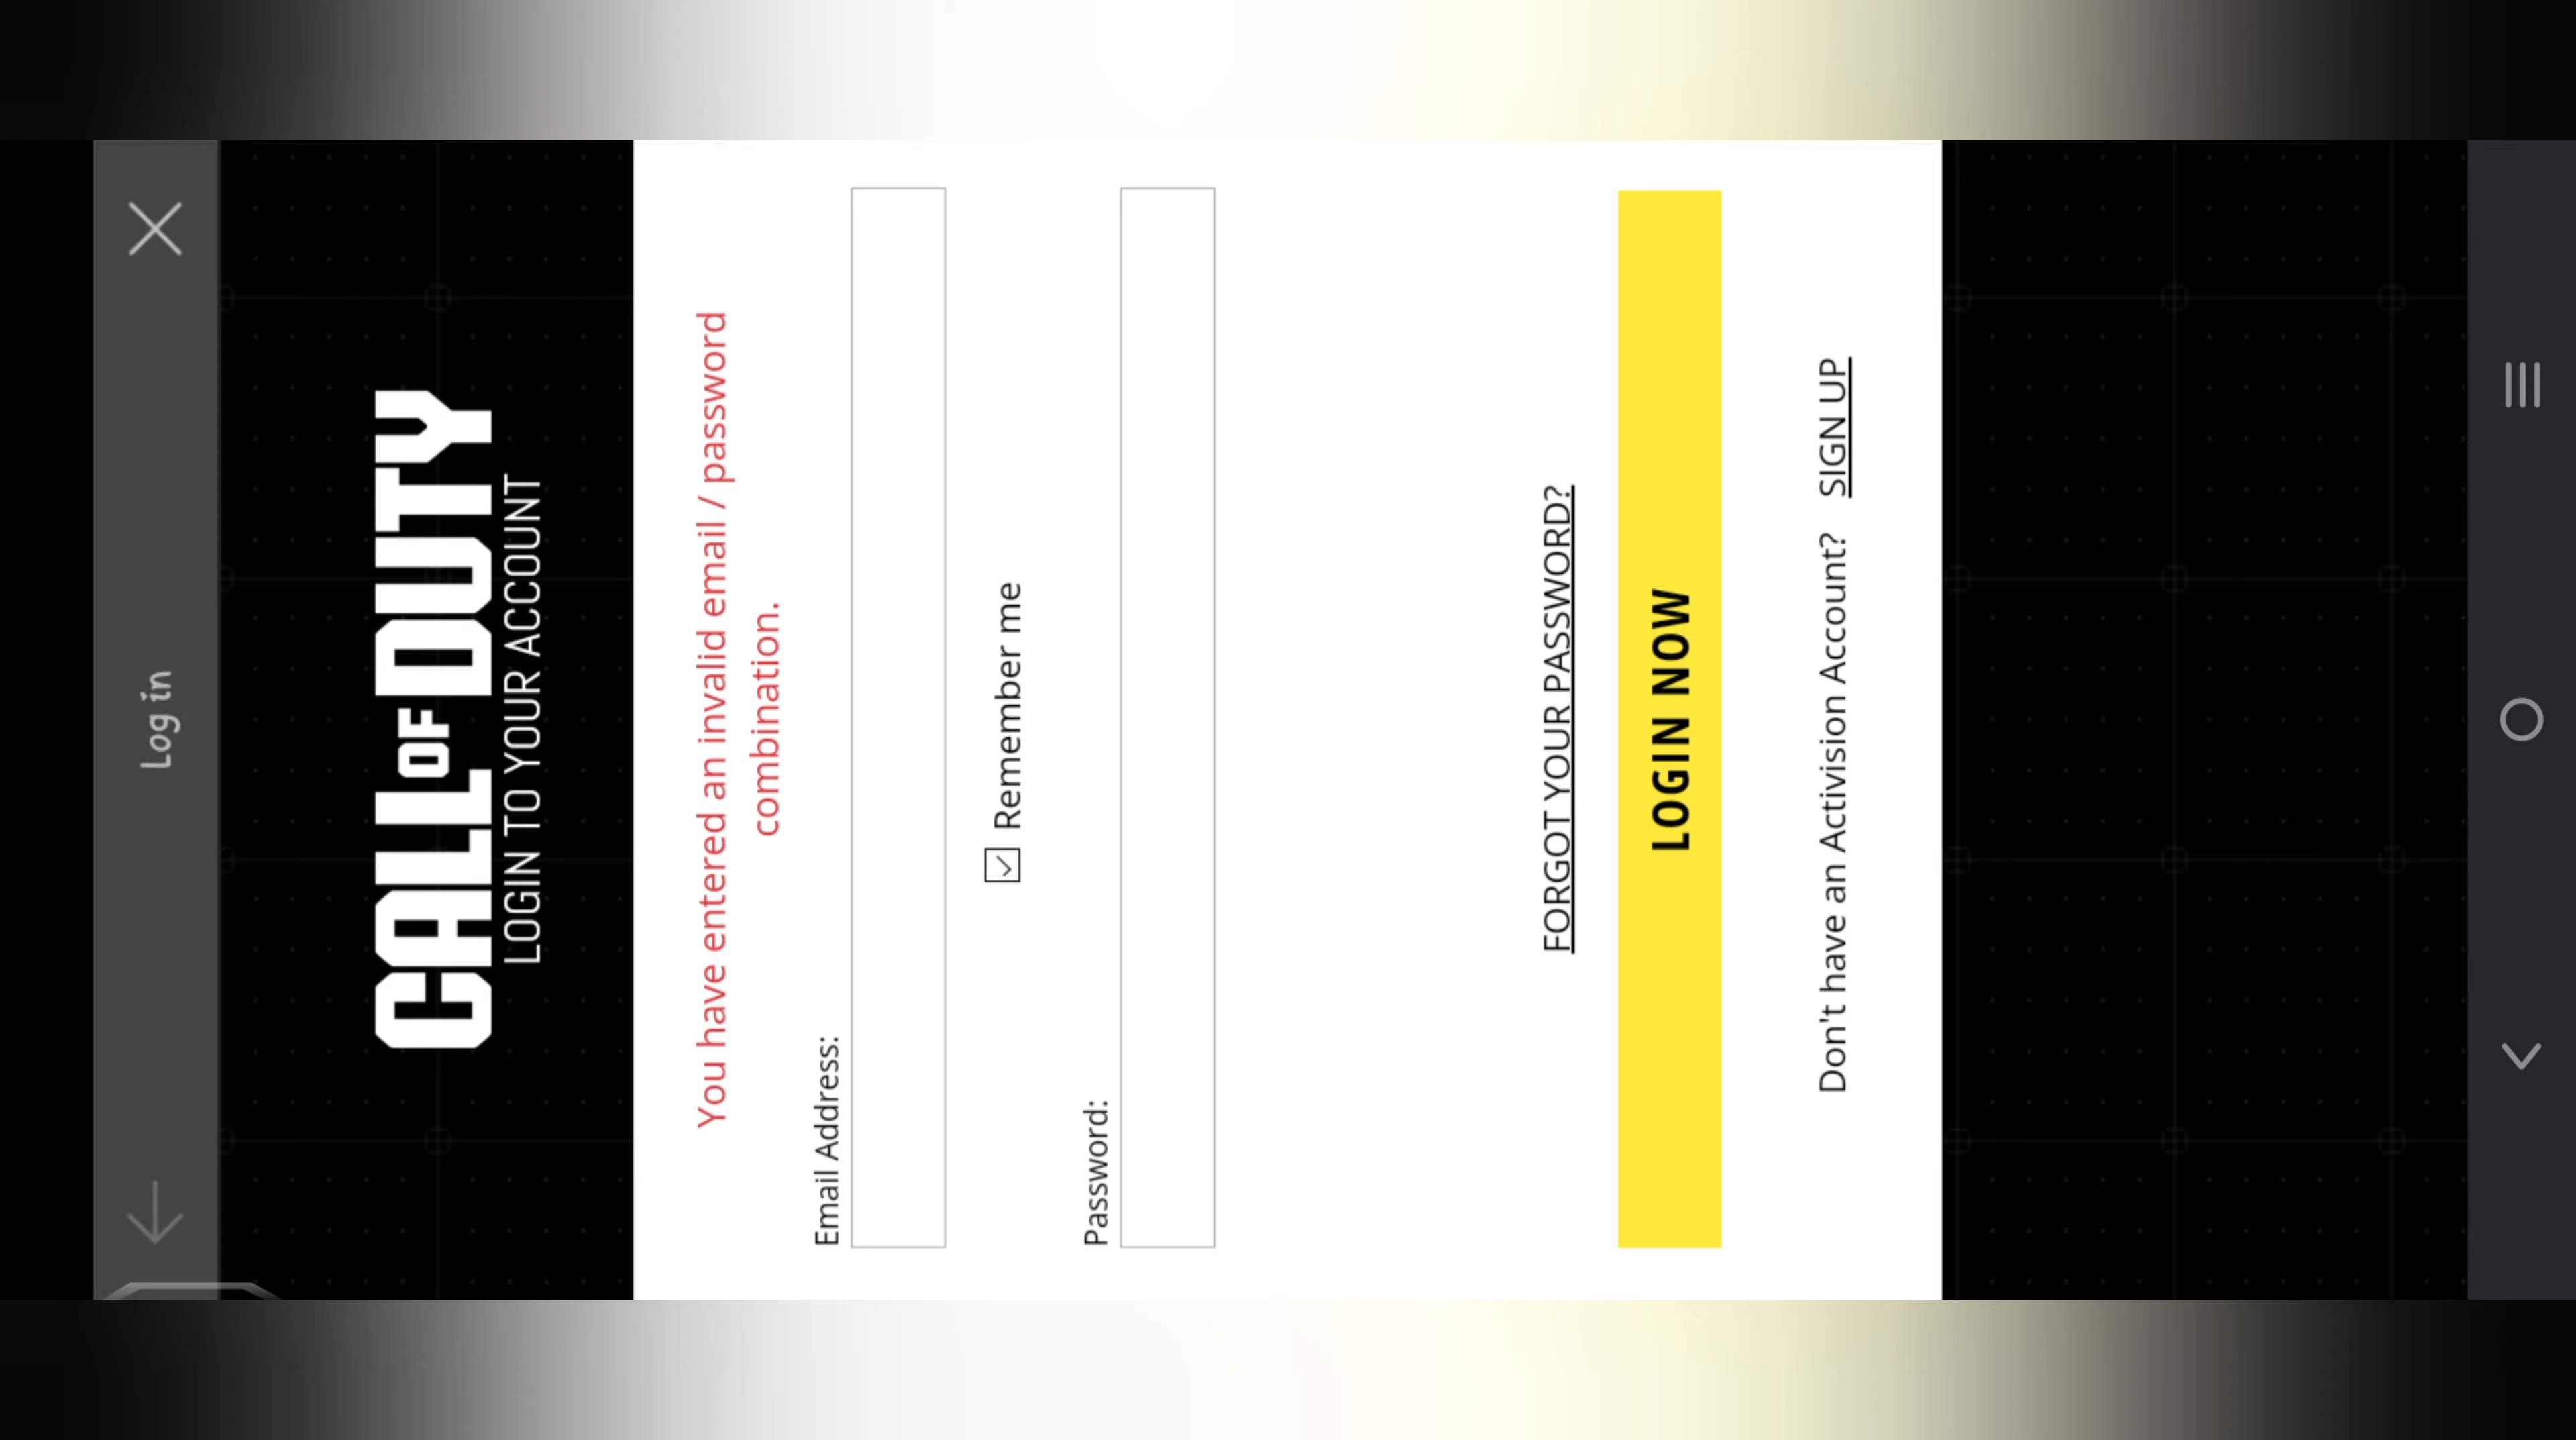 Log in
CALL OF DUTY
LOGIN TO YOUR ACCOUNT
You have entered an invalid email / password
combination.
Email Address:
Remember me
Password:
FORGOT YOUR PASSWORD?
LOGIN NOW
Don't have an Activision Account? SIGN UP